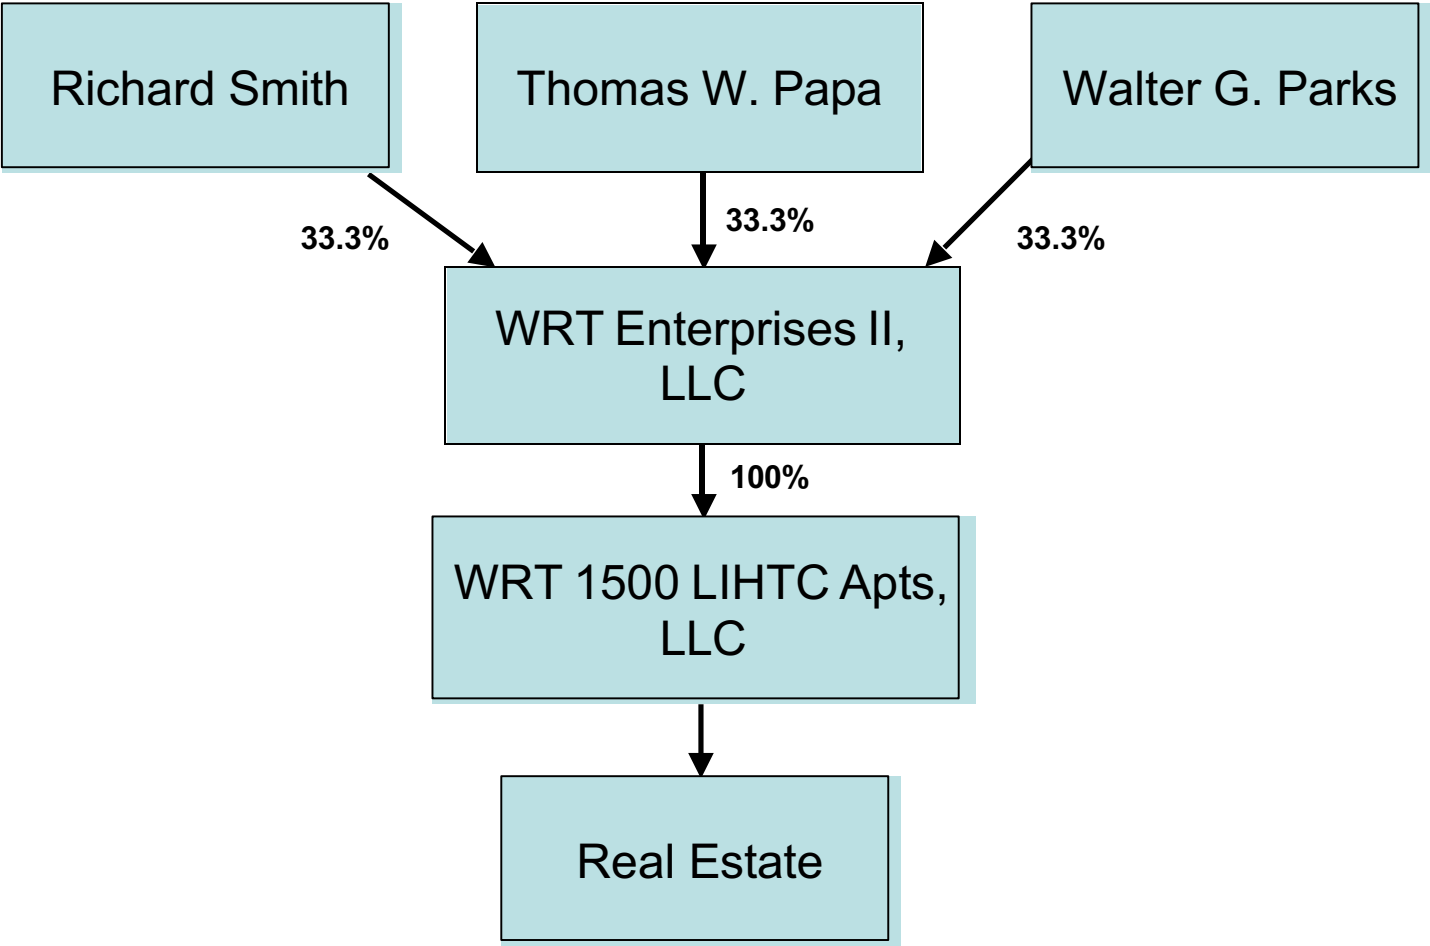 Richard Smith
Thomas W. Papa
Walter G. Parks
33.3%
33.3%
33.3%
WRT Enterprises II,
LLC
100%
WRT 1500 LIHTC Apts,
LLC
Real Estate